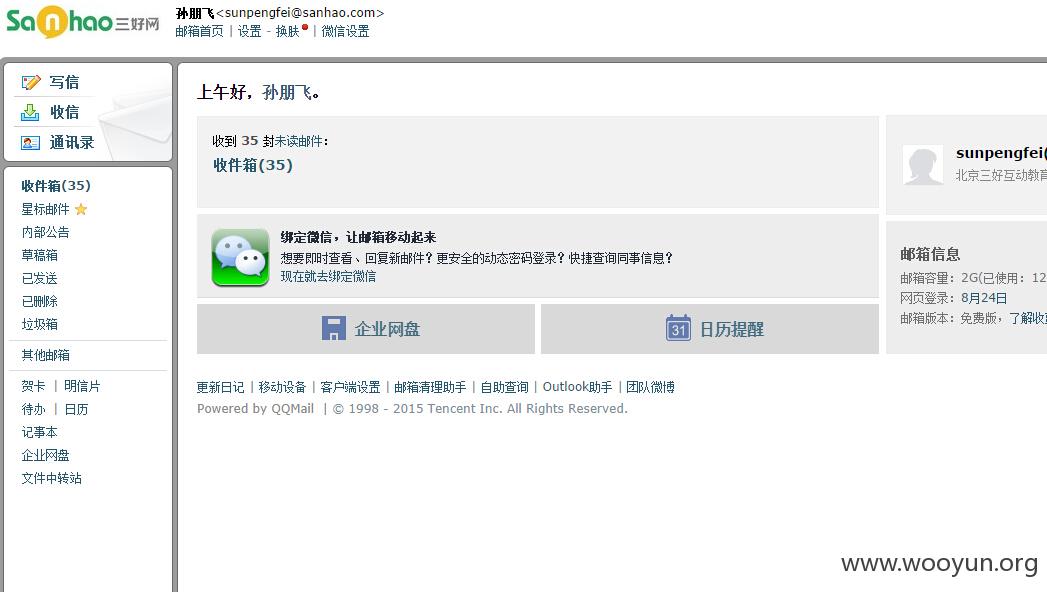 Sanhao三好网
孙朋飞<sunpengfei@sanhao.com>
邮箱首页 | 设置 - 换肤 | 微信设置
写信
收信
通讯录
收件箱(35)
星标邮件
内部公告
草稿箱
已发送
已删除
垃圾箱
其他邮箱
贺卡 | 明信片
待办 | 日历
记事本
企业网盘
文件中转站
上午好，孙朋飞。
收到 35 封未读邮件：
收件箱(35)
绑定微信，让邮箱移动起来
想要即时查看、回复新邮件？更安全的动态密码登录？快捷查询同事信息？
现在就去绑定微信
企业网盘
31 日历提醒
sunpengfei(
北京三好互动教育
邮箱信息
邮箱容量：2G(已使用：12
网页登录：8月24日
邮箱版本：免费版，了解收
更新日记 | 移动设备 | 客户端设置 | 邮箱清理助手 | 自助查询 | Outlook助手 | 团队微博
Powered by QQMail | © 1998 - 2015 Tencent Inc. All Rights Reserved.
www.wooyun.org